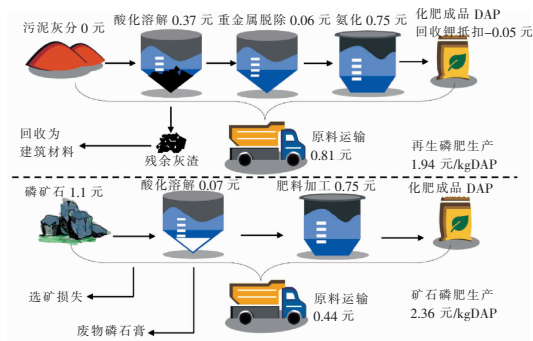 污泥灰分 0 元
酸化溶解 0.37 元
重金属脱除 0.06 元
氨化 0.75 元
化肥成品 DAP
回收钾抵扣-0.05 元
回收为
建筑材料
残余灰渣
原料运输
0.81 元
再生磷肥生产
1.94 元/kgDAP
磷矿石 1.1 元
酸化溶解 0.07 元
肥料加工 0.75 元
化肥成品 DAP
选矿损失
废物磷石膏
原料运输
0.44 元
矿石磷肥生产
2.36 元/kgDAP